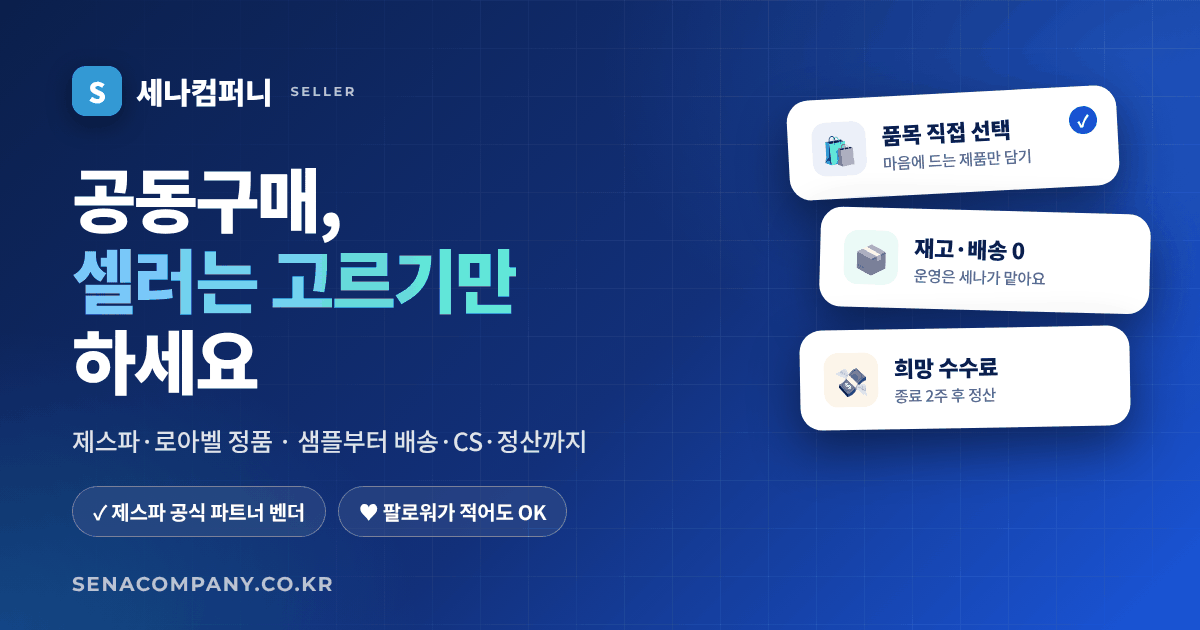 S 세나컴퍼니 SELLER
공동구매,
셀러는 고르기만
하세요
제스파·로아벨 정품 · 샘플부터 배송·CS·정산까지
✓ 제스파 공식 파트너 벤더
♥ 팔로워가 적어도 OK
SENACOMPANY.CO.KR
품목 직접 선택
마음에 드는 제품만 담기
✓
재고·배송 0
운영은 세나가 맡아요
희망 수수료
종료 2주 후 정산